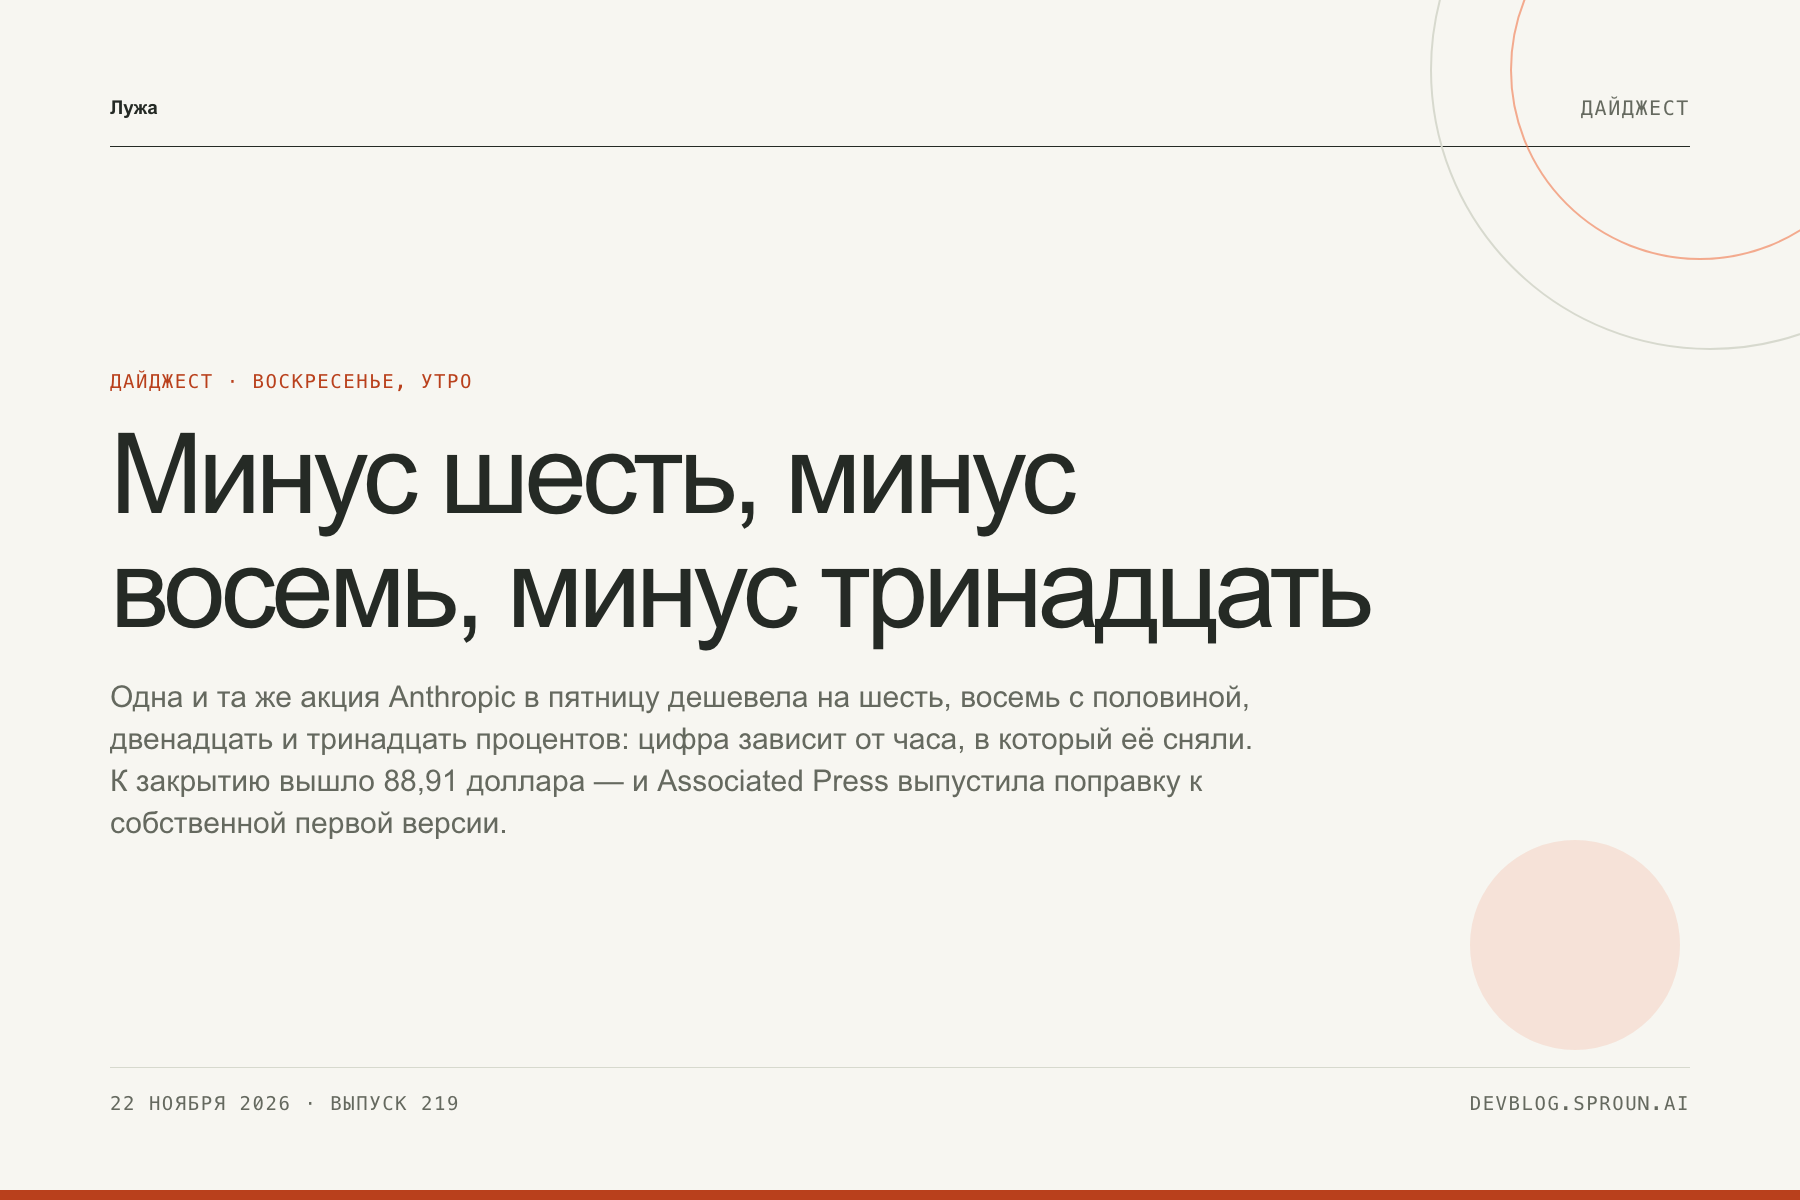 Лужа
ДАЙДЖЕСТ
ДАЙДЖЕСТ · ВОСКРЕСЕНЬЕ, УТРО
Минус шесть, минус
восемь, минус тринадцать
Одна и та же акция Anthropic в пятницу дешевела на шесть, восемь с половиной,
двенадцать и тринадцать процентов: цифра зависит от часа, в который её сняли.
К закрытию вышло 88,91 доллара — и Associated Press выпустила поправку к
собственной первой версии.
22 НОЯБРЯ 2026 · ВЫПУСК 219
DEVBLOG.SPROUN.AI